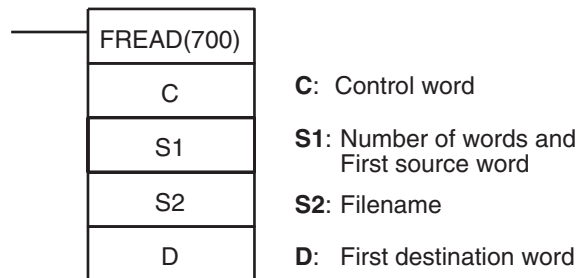 FREAD(700)
C
C: Control word
S1
S1: Number of words and
First source word
S2
S2: Filename
D
D: First destination word